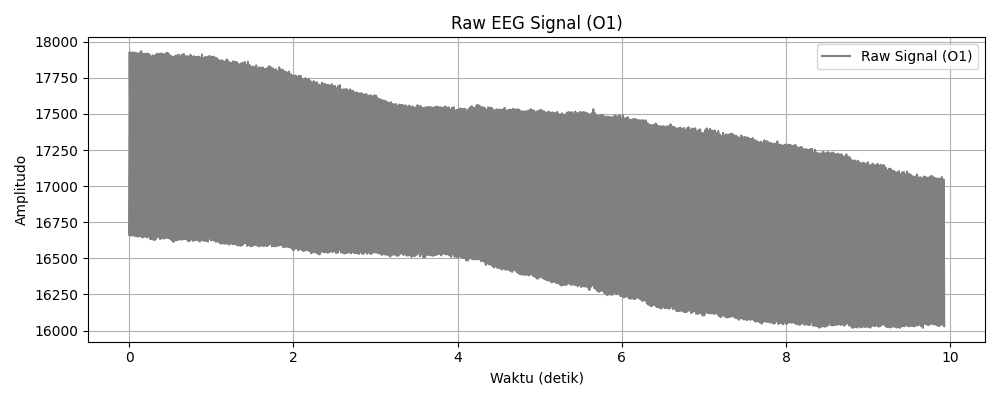 Raw EEG Signal (O1)
Raw Signal (O1)
18000
17750
17500
17250
17000
16750
16500
16250
16000
Amplitudo
0 2 4 6 8 10
Waktu (detik)